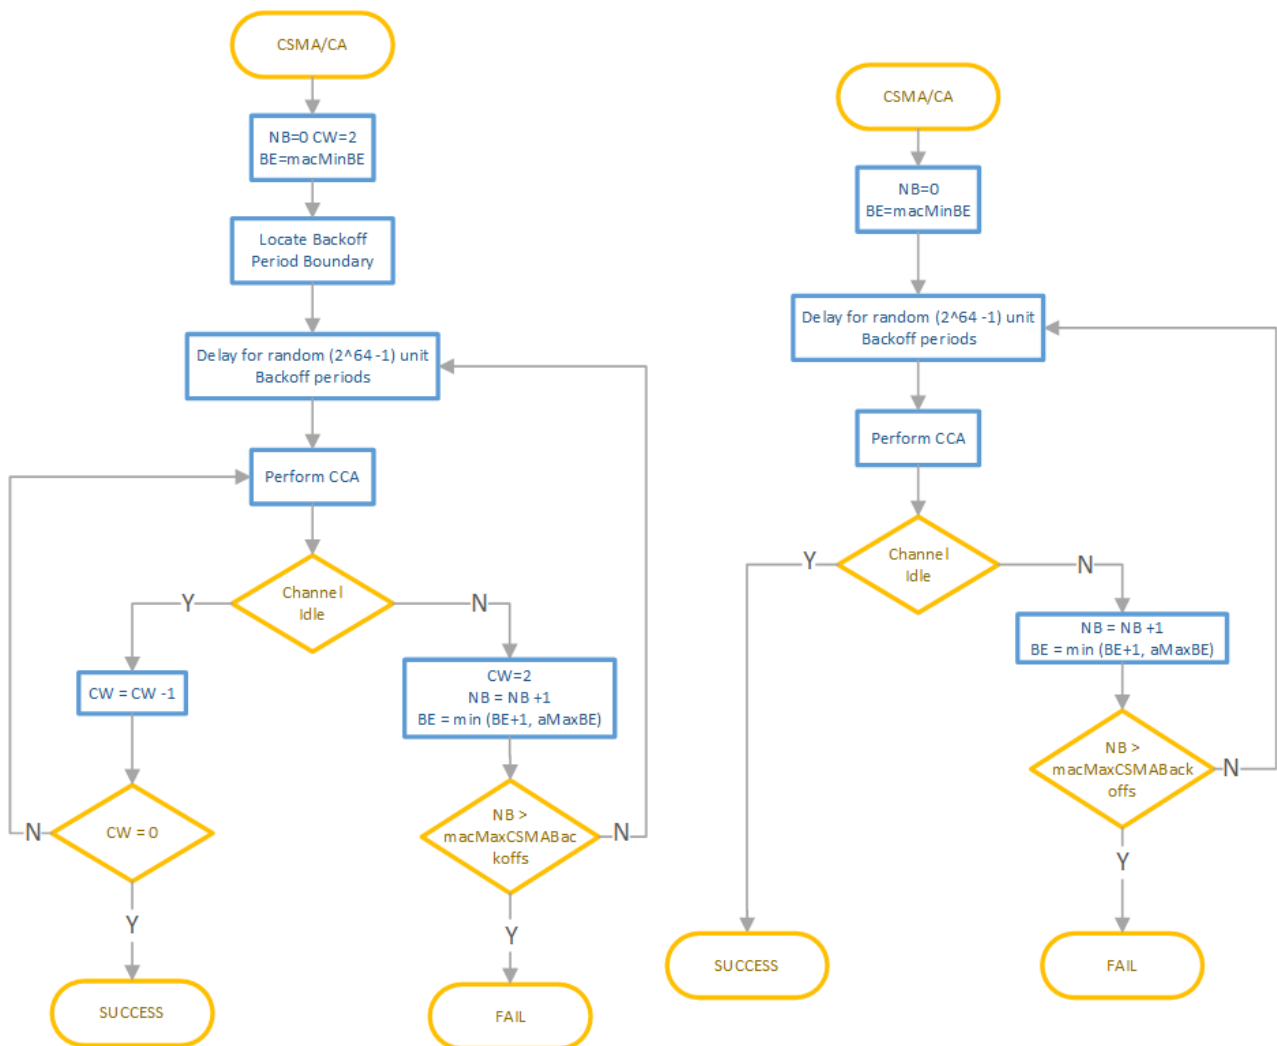 CSMA/CA
NB=0 CW=2
BE=macMinBE
Locate Backoff
Period Boundary
Delay for random (2^64 -1) unit
Backoff periods
Perform CCA
Channel
Idle
Y
N
CW = CW -1
CW=2
NB = NB +1
BE = min (BE+1, aMaxBE)
CW = 0
N
Y
SUCCESS
NB >
macMaxCSMABac
koffs
N
Y
FAIL
CSMA/CA
NB=0
BE=macMinBE
Delay for random (2^64 -1) unit
Backoff periods
Perform CCA
Channel
Idle
Y
N
NB = NB +1
BE = min (BE+1, aMaxBE)
NB >
macMaxCSMABack
offs
N
Y
SUCCESS
FAIL